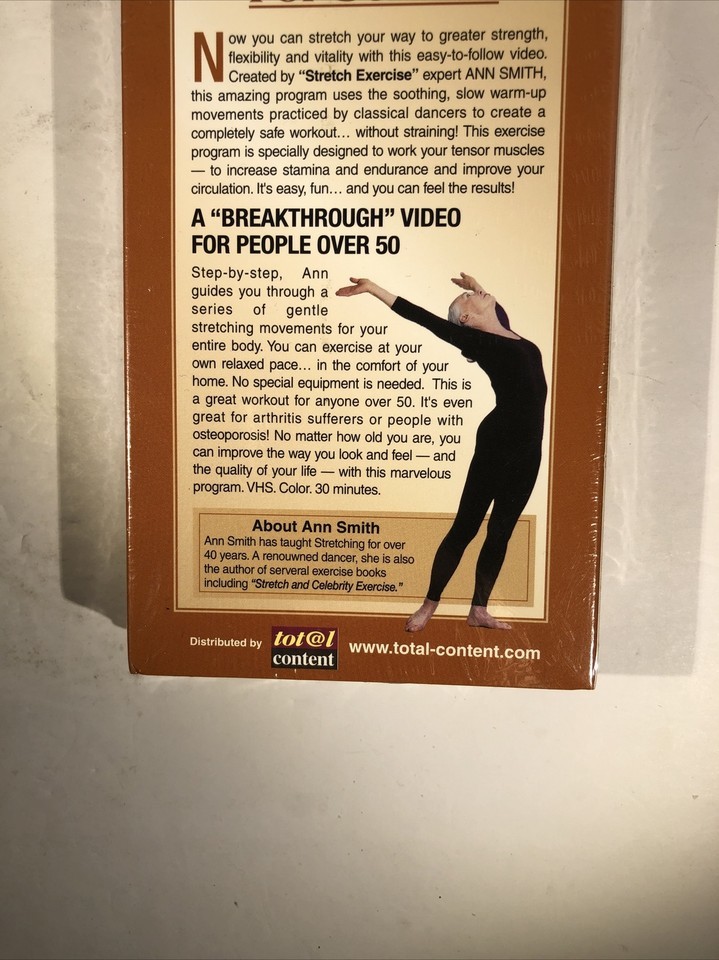 Now you can stretch your way to greater strength,
flexibility and vitality with this easy-to-follow video.
Created by “Stretch Exercise” expert ANN SMITH,
this amazing program uses the soothing, slow warm-up
movements practiced by classical dancers to create a
completely safe workout... without straining! This exercise
program is specially designed to work your tensor muscles
— to increase stamina and endurance and improve your
circulation. It's easy, fun... and you can feel the results!
A “BREAKTHROUGH” VIDEO
FOR PEOPLE OVER 50
Step-by-step, Ann
guides you through a
series of gentle
stretching movements for your
entire body. You can exercise at your
own relaxed pace... in the comfort of your
home. No special equipment is needed. This is
a great workout for anyone over 50. It's even
great for arthritis sufferers or people with
osteoporosis! No matter how old you are, you
can improve the way you look and feel — and
the quality of your life — with this marvelous
program. VHS. Color. 30 minutes.
About Ann Smith
Ann Smith has taught Stretching for over
40 years. A renowned dancer, she is also
the author of serveral exercise books
including “Stretch and Celebrity Exercise.”
Distributed by tot@l content www.total-content.com